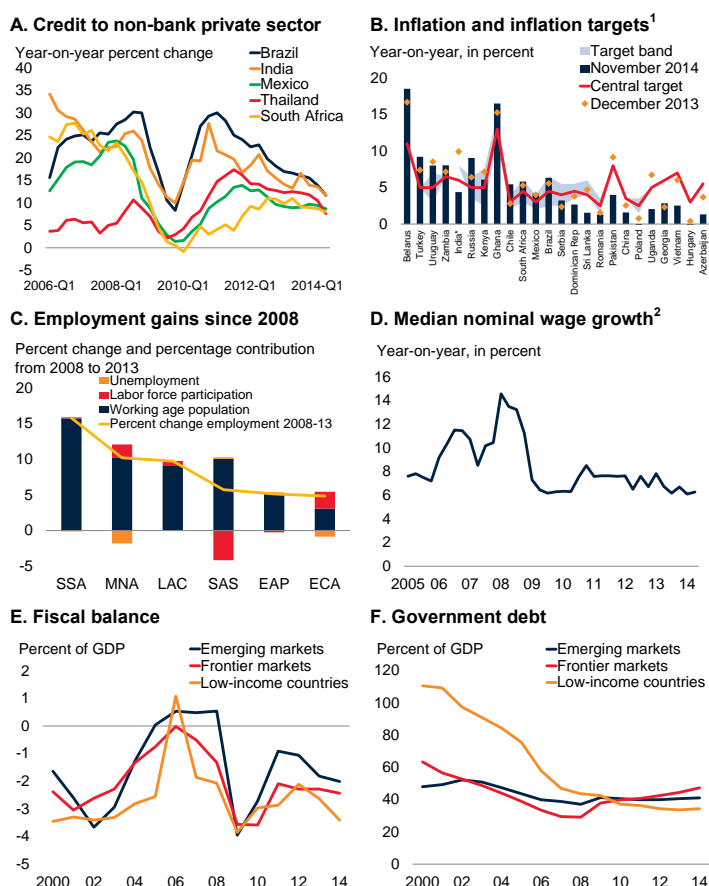 A. Credit to non-bank private sector
Year-on-year percent change
Brazil
India
Mexico
Thailand
South Africa
40
35
30
25
20
15
10
5
0
-5
2006-Q1 2008-Q1 2010-Q1 2012-Q1 2014-Q1
B. Inflation and inflation targets¹
Year-on-year, in percent
Target band
November 2014
Central target
December 2013
20
15
10
5
0
Belarus
Turkey
Uruguay
Zambia
India*
Russia
Kenya
Ghana
Chile
South Africa
Mexico
Brazil
Serbia
Dominican Rep
Sri Lanka
Romania
Pakistan
China
Poland
Uganda
Georgia
Vietnam
Hungary
Azerbaijan
C. Employment gains since 2008
Percent change and percentage contribution
from 2008 to 2013
Unemployment
Labor force participation
Working age population
Percent change employment 2008-13
20
15
10
5
0
-5
SSA MNA LAC SAS EAP ECA
D. Median nominal wage growth²
Year-on-year, in percent
16
14
12
10
8
6
4
2
0
2005 06 07 08 09 10 11 12 13 14
E. Fiscal balance
Percent of GDP
Emerging markets
Frontier markets
Low-income countries
2
1
0
-1
-2
-3
-4
-5
2000 02 04 06 08 10 12 14
F. Government debt
Percent of GDP
Emerging markets
Frontier markets
Low-income countries
120
100
80
60
40
20
0
2000 02 04 06 08 10 12 14